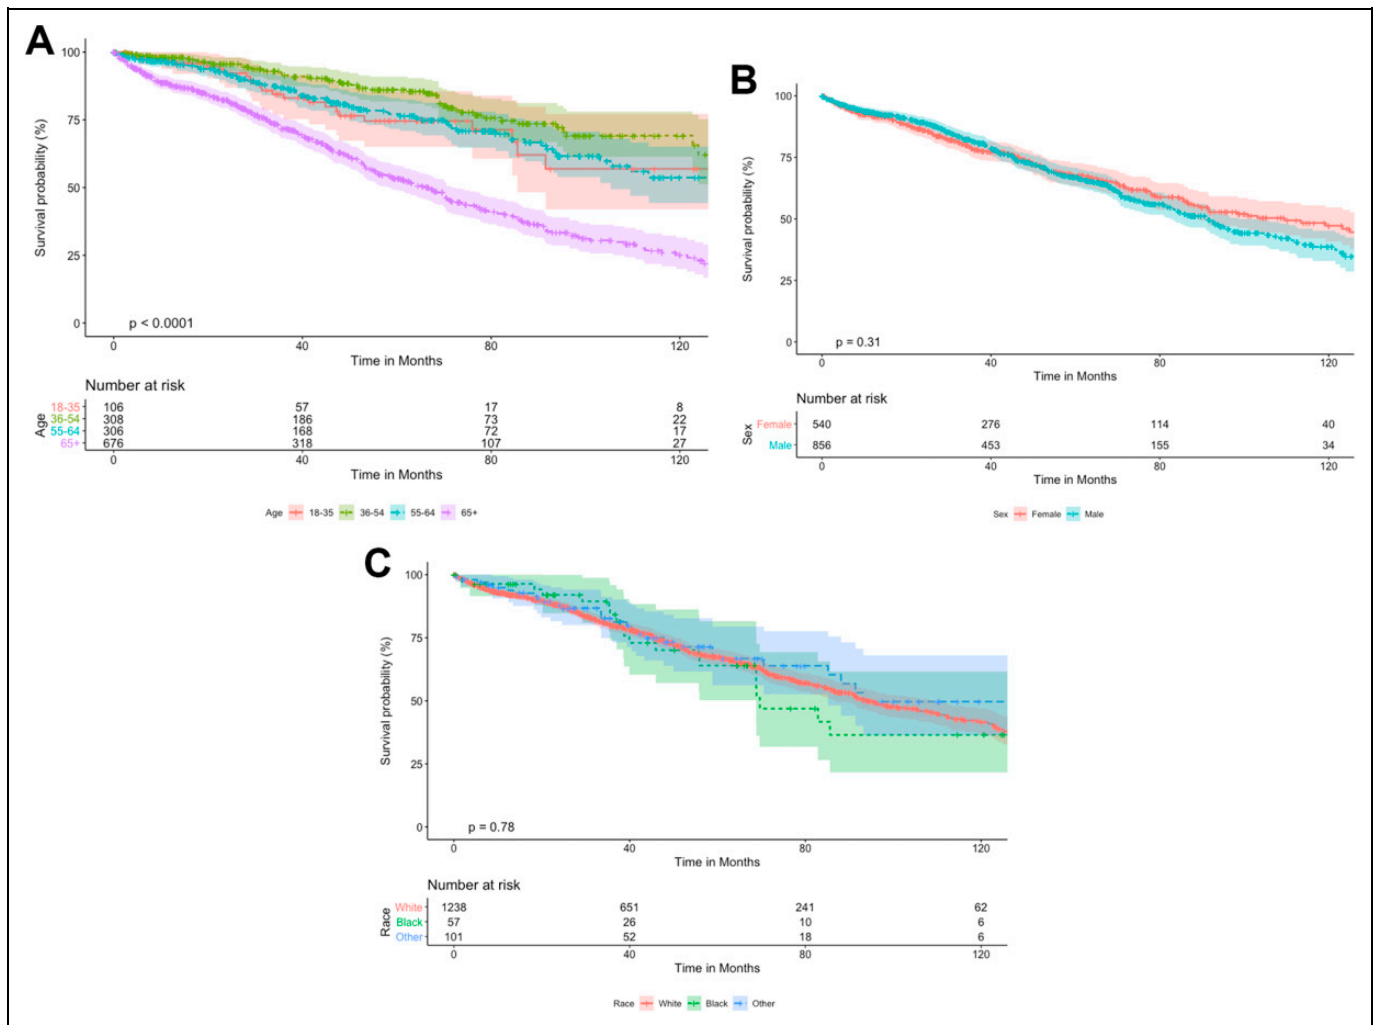 A
100
75
50
25
0
Survival probability (%)
p < 0.0001
0 40 80 120
Time in Months
Number at risk
Age
18-35 106 57 17 8
36-54 308 186 73 22
55-64 306 168 72 17
65+ 676 318 107 27
0 40 80 120
Time in Months
Age 18-35 36-54 55-64 65+
B
100
75
50
25
0
Survival probability (%)
p = 0.31
0 40 80 120
Time in Months
Number at risk
Sex
Female 540 276 114 40
Male 856 453 155 34
0 40 80 120
Time in Months
Sex Female Male
C
100
75
50
25
0
Survival probability (%)
p = 0.78
0 40 80 120
Time in Months
Number at risk
Race
White 1238 651 241 62
Black 57 26 10 6
Other 101 52 18 6
0 40 80 120
Time in Months
Race White Black Other